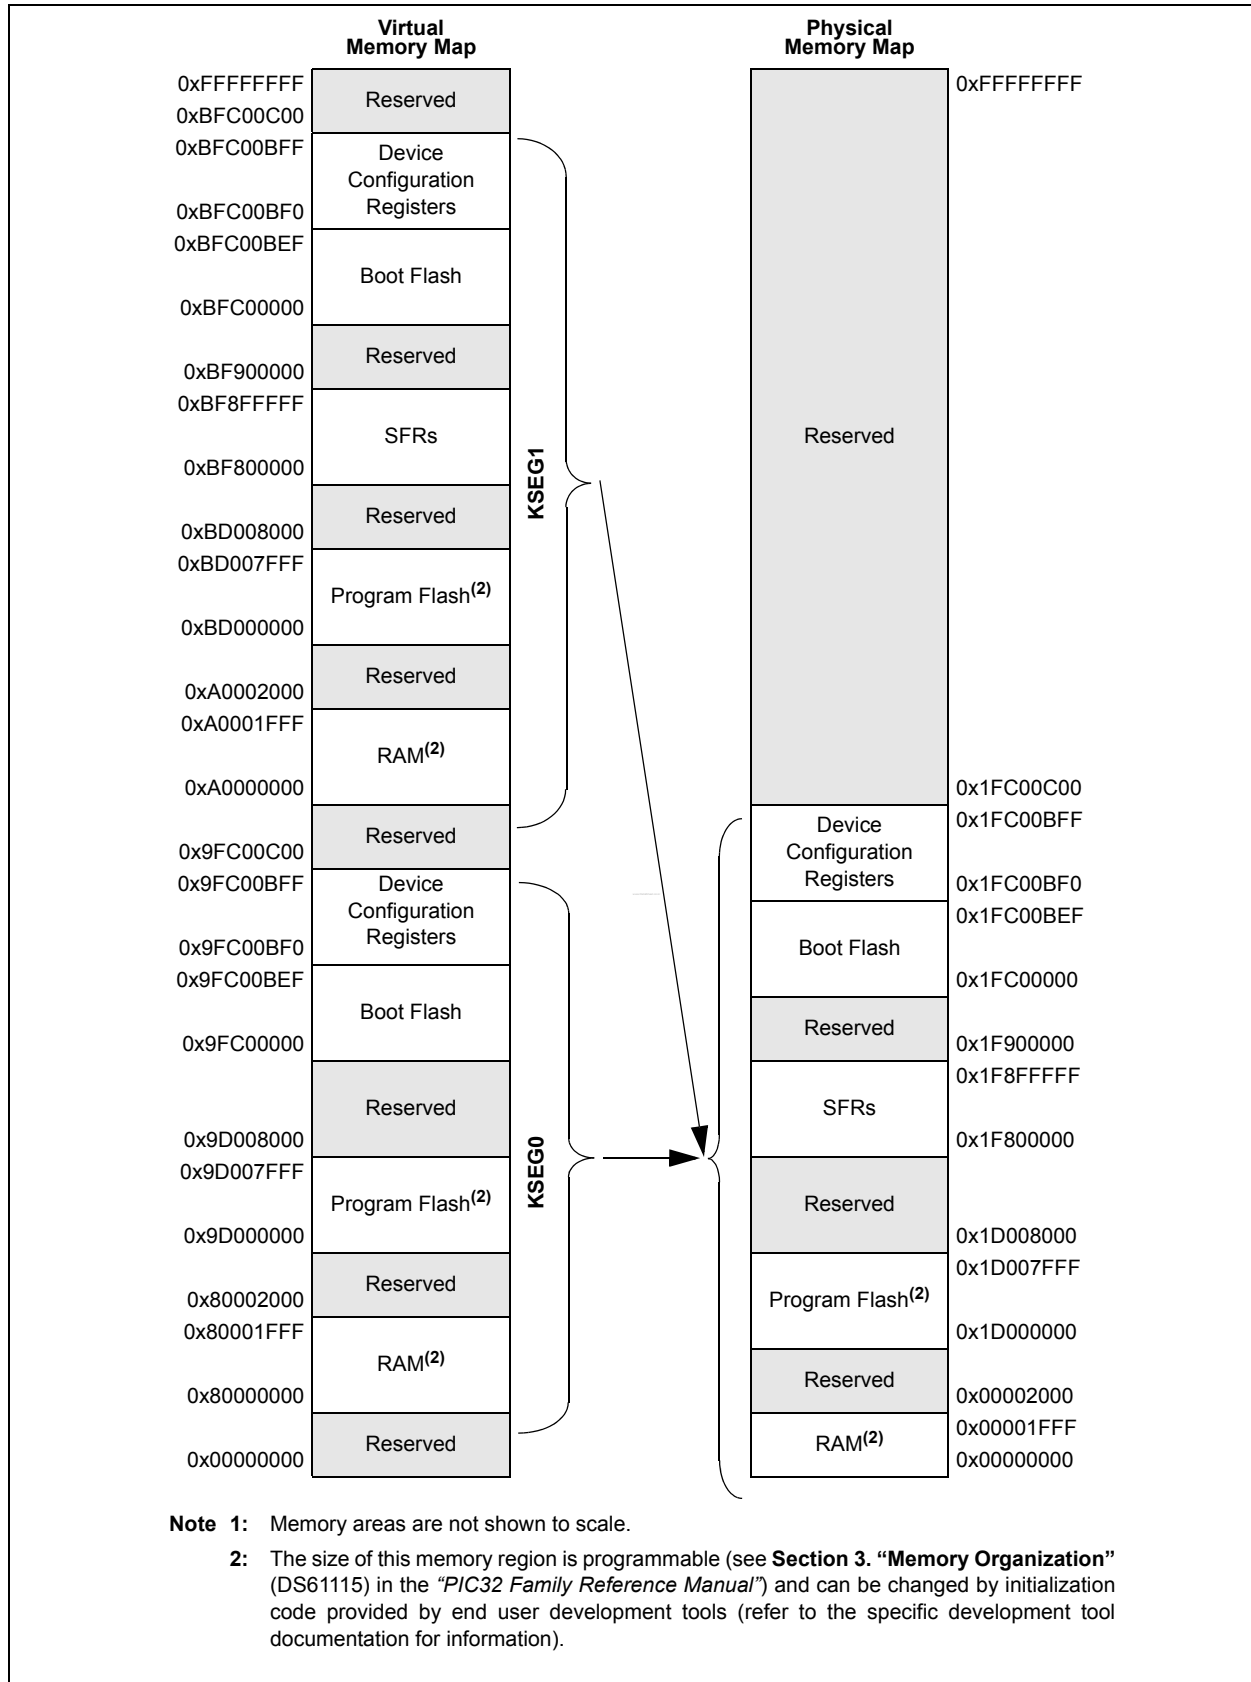 Virtual
Memory Map
0xFFFFFFFF
Reserved
0xBFC00C00
0xBFC00BFF
Device
Configuration
Registers
0xBFC00BF0
0xBFC00BEF
Boot Flash
0xBFC00000
Reserved
0xBF900000
0xBF8FFFFF
SFRs
0xBF800000
Reserved
0xBD008000
0xBD007FFF
Program Flash(2)
0xBD000000
Reserved
0xA0002000
0xA0001FFF
RAM(2)
0xA0000000
Reserved
0x9FC00C00
0x9FC00BFF
Device
Configuration
Registers
0x9FC00BF0
0x9FC00BEF
Boot Flash
0x9FC00000
Reserved
0x9D008000
0x9D007FFF
Program Flash(2)
0x9D000000
Reserved
0x80002000
0x80001FFF
RAM(2)
0x80000000
Reserved
0x00000000
KSEG1
KSEG0
Physical
Memory Map
0xFFFFFFFF
Reserved
0x1FC00C00
0x1FC00BFF
Device
Configuration
Registers
0x1FC00BF0
0x1FC00BEF
Boot Flash
0x1FC00000
Reserved
0x1F900000
0x1F8FFFFF
SFRs
0x1F800000
Reserved
0x1D008000
0x1D007FFF
Program Flash(2)
0x1D000000
Reserved
0x00002000
0x00001FFF
RAM(2)
0x00000000
Note 1: Memory areas are not shown to scale.
2: The size of this memory region is programmable (see Section 3. “Memory Organization”
(DS61115) in the “PIC32 Family Reference Manual”) and can be changed by initialization
code provided by end user development tools (refer to the specific development tool
documentation for information).